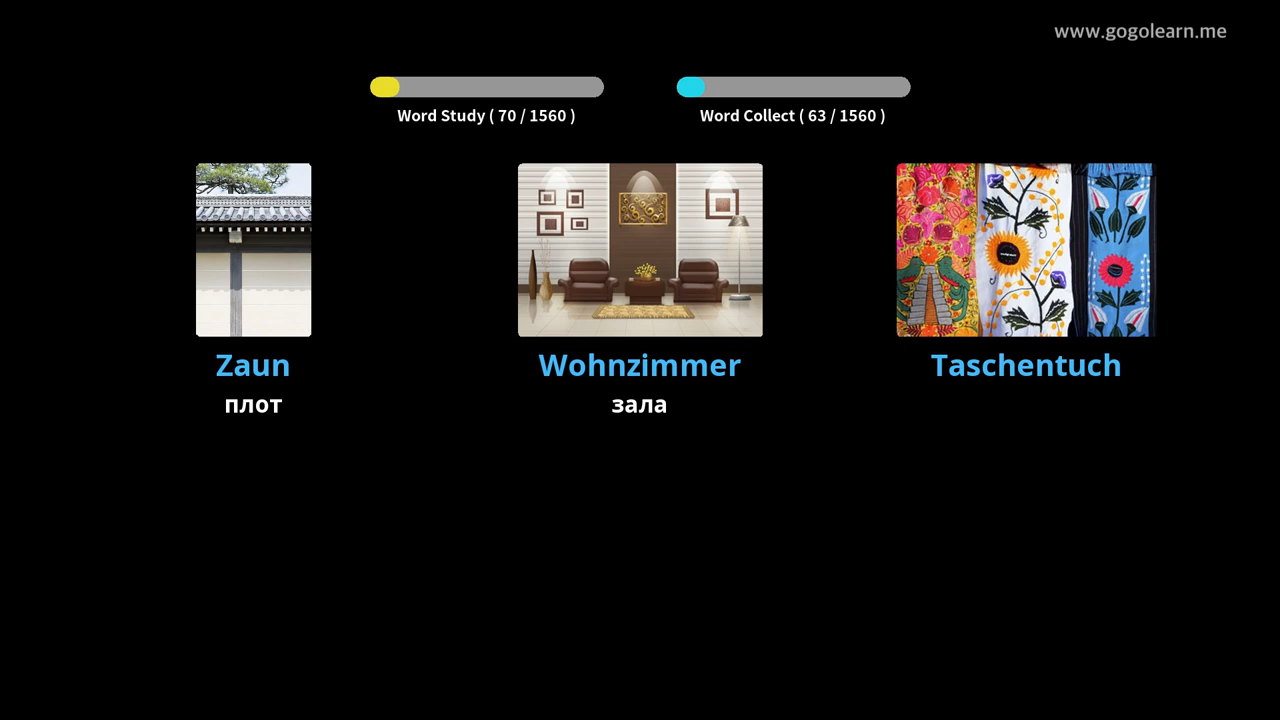 www.gogolearn.me
Word Study ( 70 / 1560 )
Word Collect ( 63 / 1560 )
Zaun
Wohnzimmer
Taschentuch
плот
зала